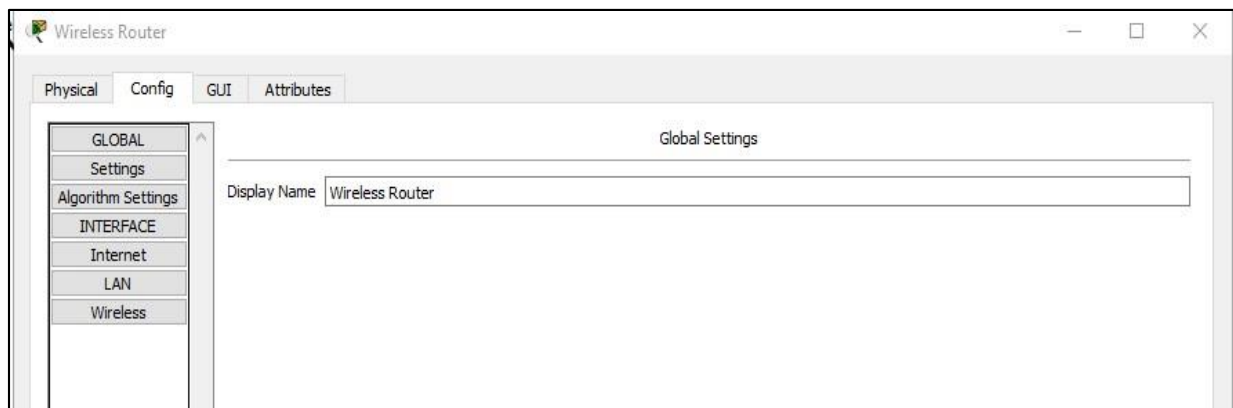 Wireless Router
Physical Config GUI Attributes
GLOBAL
Settings
Algorithm Settings
INTERFACE
Internet
LAN
Wireless
Global Settings
Display Name Wireless Router